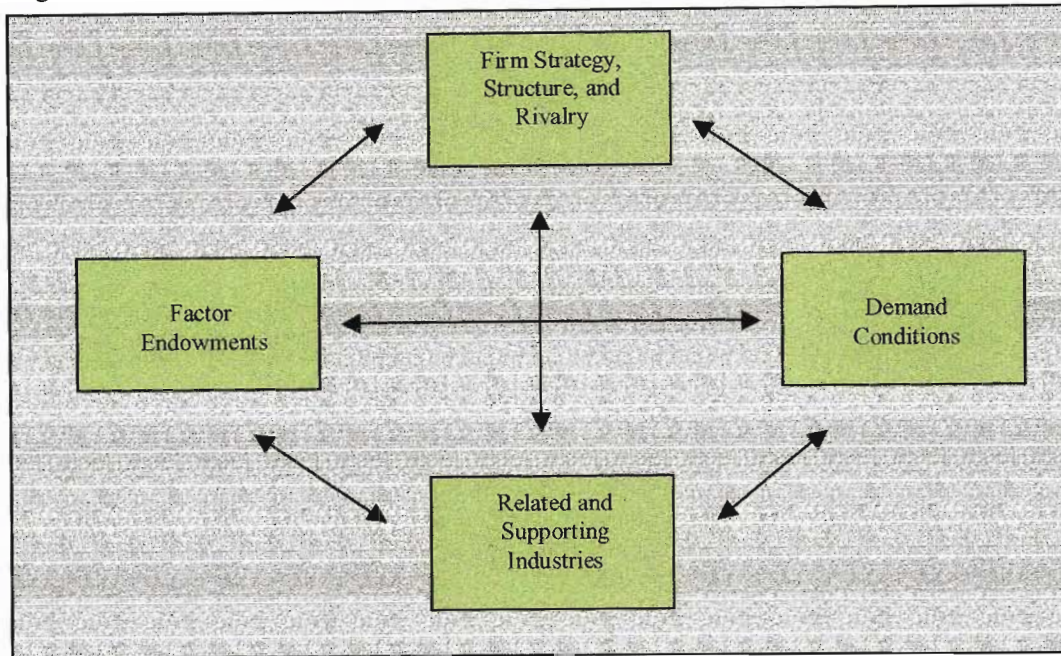 Firm Strategy,
Structure, and
Rivalry
Factor
Endowments
Demand
Conditions
Related and
Supporting
Industries